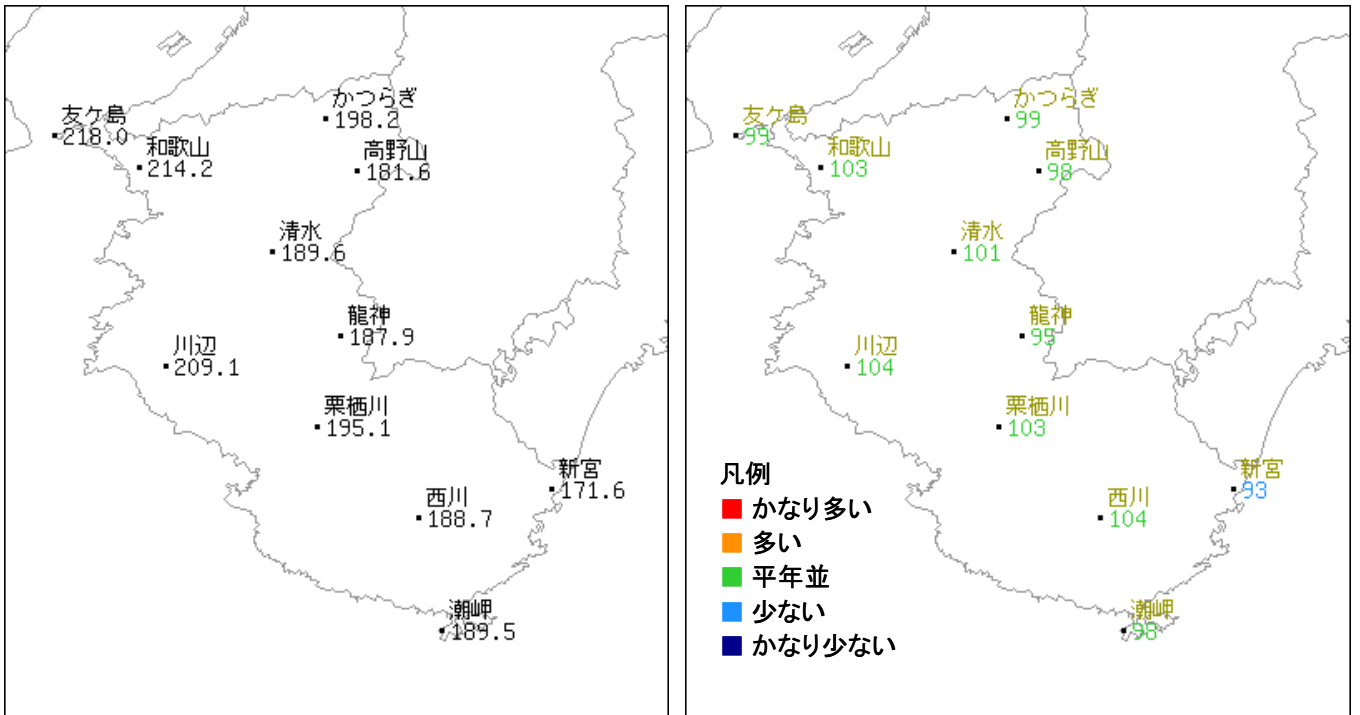 かつらぎ
198.2
友ケ島
218.0
和歌山
214.2
高野山
181.6
清水
189.6
龍神
187.9
川辺
209.1
栗栖川
195.1
新宮
171.6
西川
188.7
潮岬
189.5
かつらぎ
99
友ケ島
99
和歌山
103
高野山
98
清水
101
龍神
95
川辺
104
栗栖川
103
新宮
93
西川
104
潮岬
98
凡例
かなり多い
多い
平年並
少ない
かなり少ない